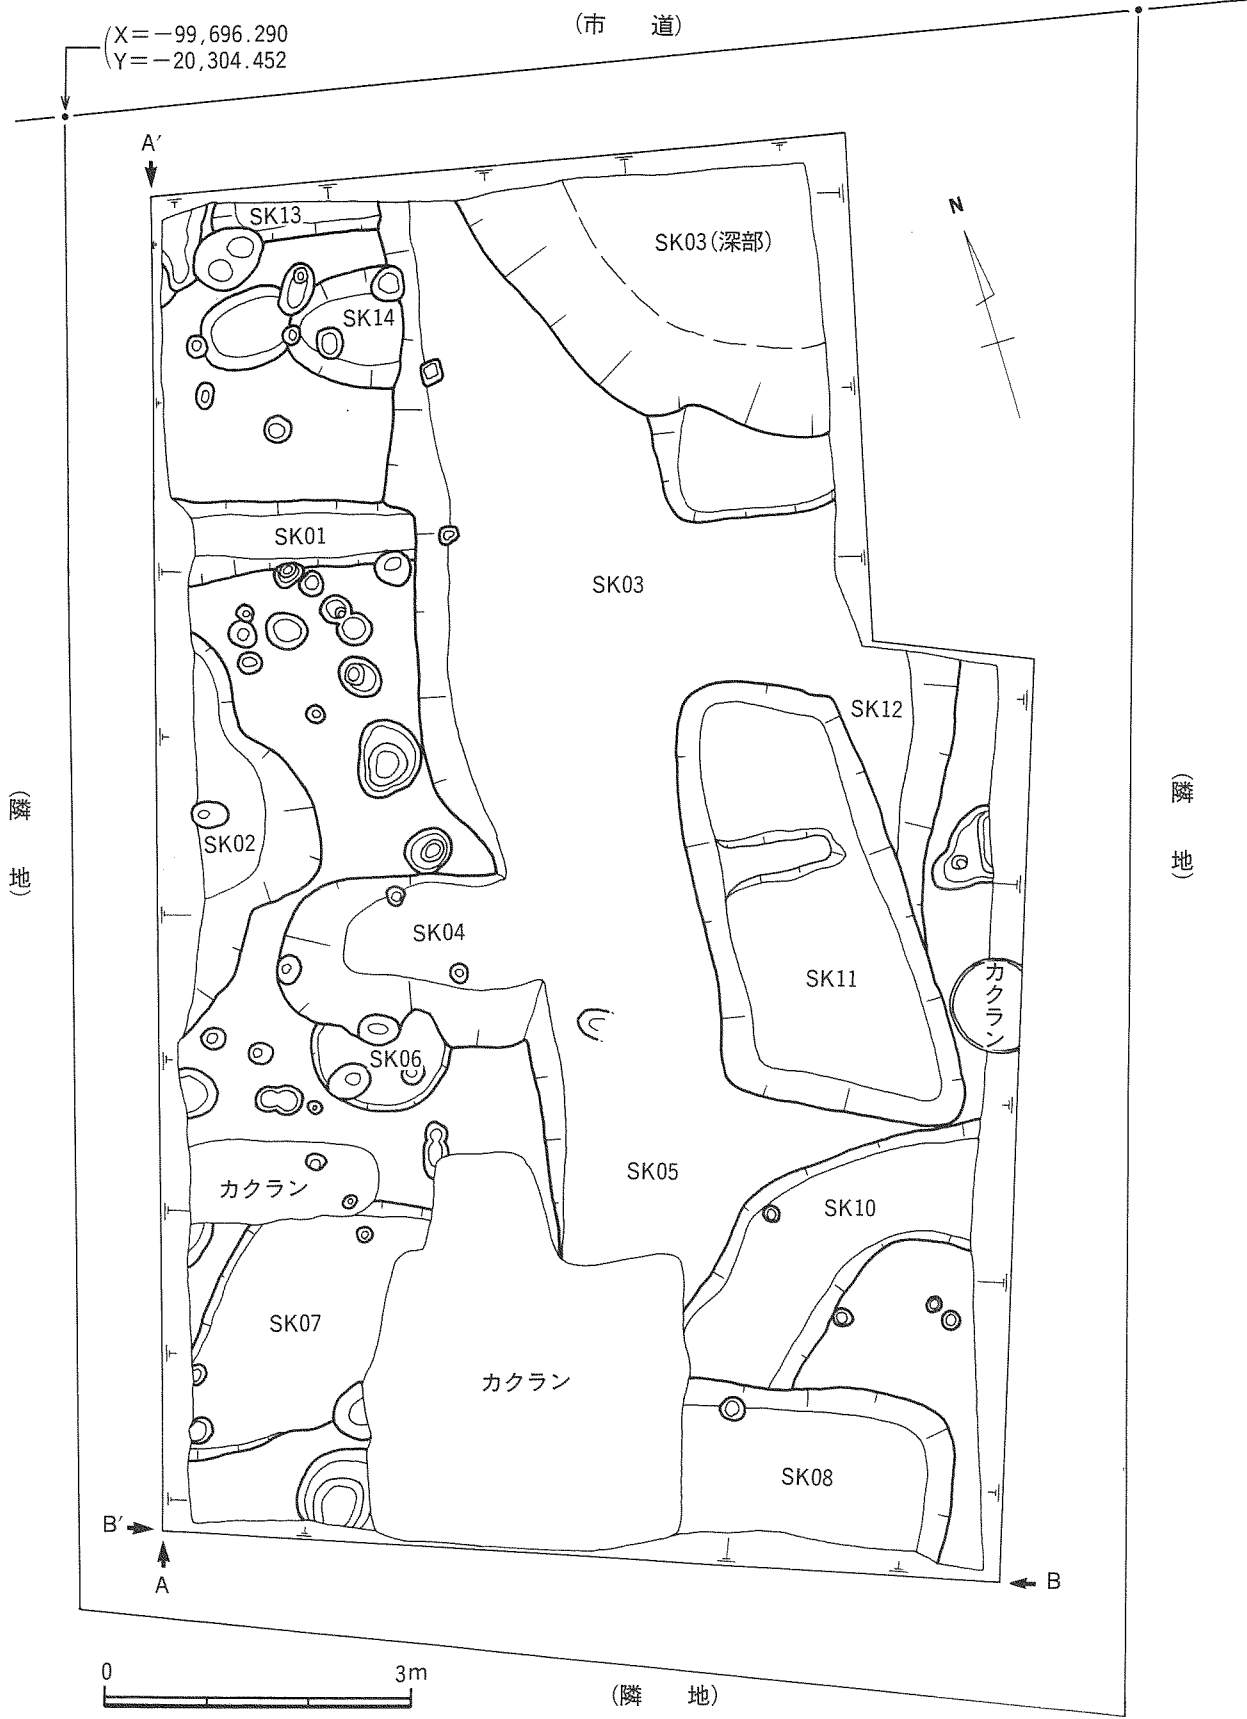 (市　道)
X=-99,696.290
Y=-20,304.452
A′
N
SK13
SK03(深部)
SK14
SK01
SK03
SK12
(隣　地)
(隣　地)
SK02
SK04
SK11
カクラン
SK06
SK05
カクラン
SK10
SK07
カクラン
SK08
B′
A
B
0　3m
(隣　地)